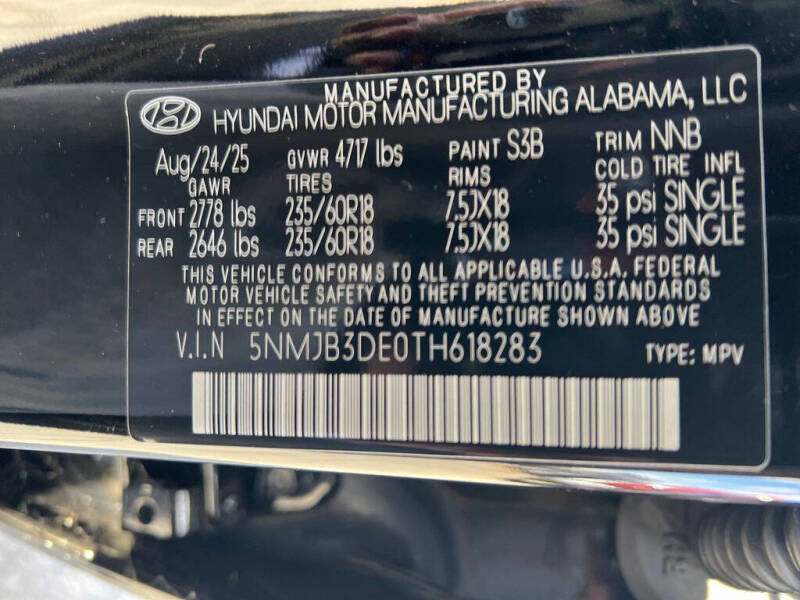 MANUFACTURED BY
HYUNDAI MOTOR MANUFACTURING ALABAMA, LLC
Aug/24/25 GVWR 4717 lbs PAINT S3B TRIM NNB
GAWR TIRES RIMS COLD TIRE INFL
FRONT 2778 lbs 235/60R18 7.5JX18 35 psi SINGLE
REAR 2646 lbs 235/60R18 7.5JX18 35 psi SINGLE
THIS VEHICLE CONFORMS TO ALL APPLICABLE U.S.A. FEDERAL
MOTOR VEHICLE SAFETY AND THEFT PREVENTION STANDARDS
IN EFFECT ON THE DATE OF MANUFACTURE SHOWN ABOVE
V.I.N 5NMJB3DE0TH618283 TYPE: MPV